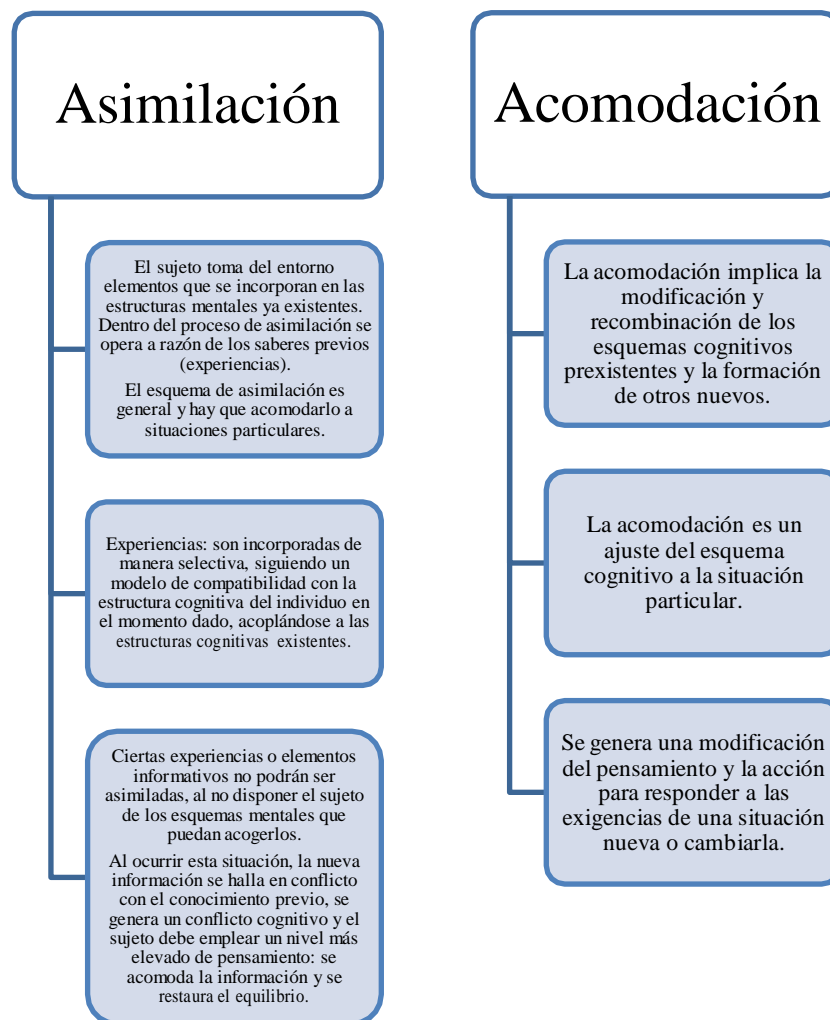 Asimilación
El sujeto toma del entorno
elementos que se incorporan en las
estructuras mentales ya existentes.
Dentro del proceso de asimilación se
opera a razón de los saberes previos
(experiencias).
El esquema de asimilación es
general y hay que acomodarlo a
situaciones particulares.
Experiencias: son incorporadas de
manera selectiva, siguiendo un
modelo de compatibilidad con la
estructura cognitiva del individuo en
el momento dado, acoplándose a las
estructuras cognitivas existentes.
Ciertas experiencias o elementos
informativos no podrán ser
asimiladas, al no disponer el sujeto
de los esquemas mentales que
puedan acogerlos.
Al ocurrir esta situación, la nueva
información se halla en conflicto
con el conocimiento previo, se
genera un conflicto cognitivo y el
sujeto debe emplear un nivel más
elevado de pensamiento: se
acomoda la información y se
restaura el equilibrio.
Acomodación
La acomodación implica la
modificación y
recombinación de los
esquemas cognitivos
prexistentes y la formación
de otros nuevos.
La acomodación es un
ajuste del esquema
cognitivo a la situación
particular.
Se genera una modificación
del pensamiento y la acción
para responder a las
exigencias de una situación
nueva o cambiarla.